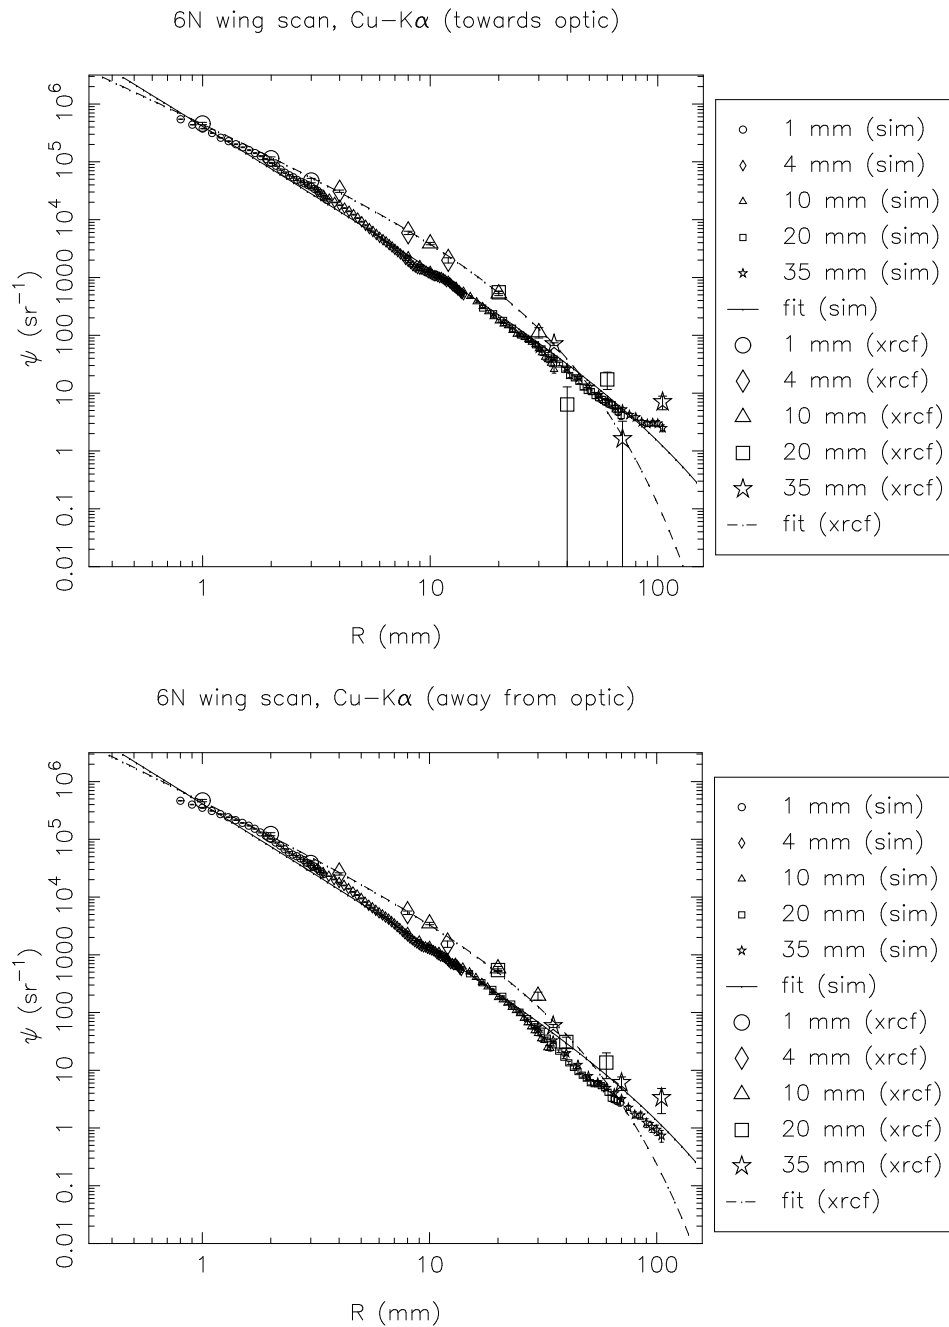 6N wing scan, Cu−Kα (towards optic)
10⁶
10⁵
10⁴
1000
100
10
1
0.1
0.01
ψ (sr⁻¹)
1 10 100
R (mm)
1 mm (sim)
4 mm (sim)
10 mm (sim)
20 mm (sim)
35 mm (sim)
fit (sim)
1 mm (xrcf)
4 mm (xrcf)
10 mm (xrcf)
20 mm (xrcf)
35 mm (xrcf)
fit (xrcf)
6N wing scan, Cu−Kα (away from optic)
10⁶
10⁵
10⁴
1000
100
10
1
0.1
0.01
ψ (sr⁻¹)
1 10 100
R (mm)
1 mm (sim)
4 mm (sim)
10 mm (sim)
20 mm (sim)
35 mm (sim)
fit (sim)
1 mm (xrcf)
4 mm (xrcf)
10 mm (xrcf)
20 mm (xrcf)
35 mm (xrcf)
fit (xrcf)